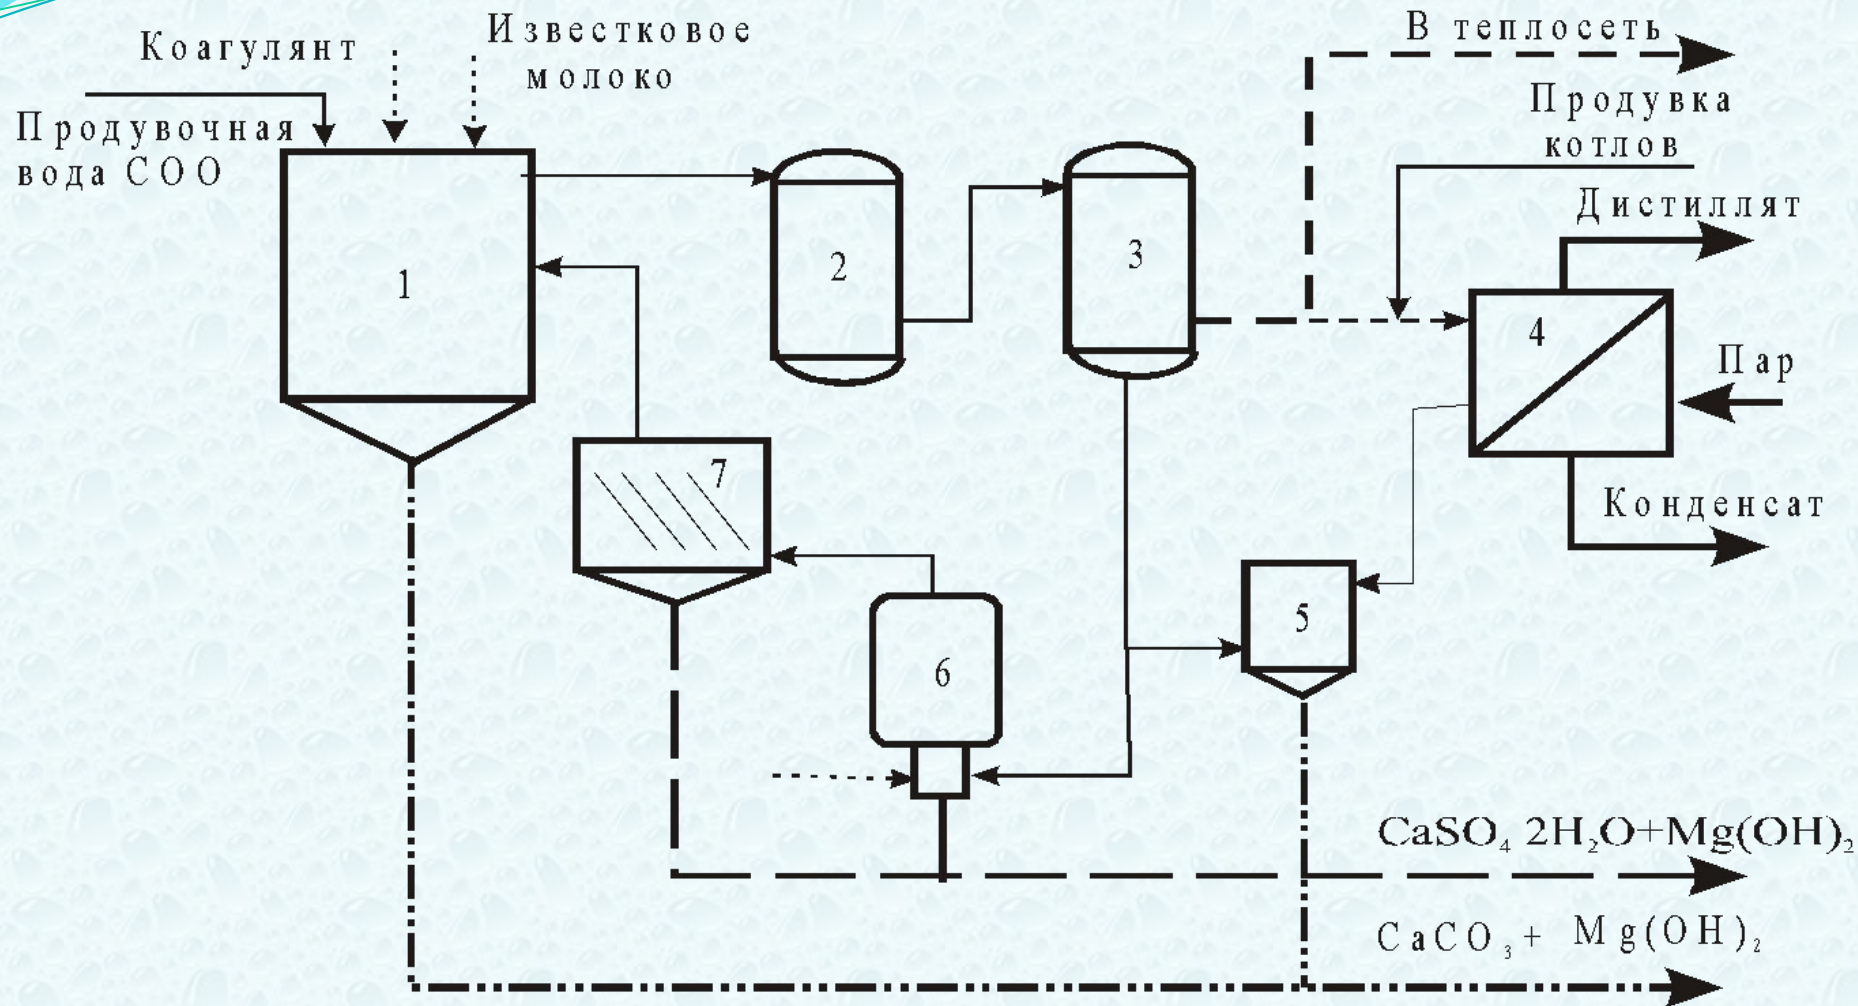 Коагулянт
Известковое
молоко
Продувочная
вода СОО
В теплосеть
Продувка
котлов
Дистиллят
1
2
3
4
Пар
7
Конденсат
5
6
CaSO₄ 2H₂O+Mg(OH)₂
CaCO₃ + Mg(OH)₂